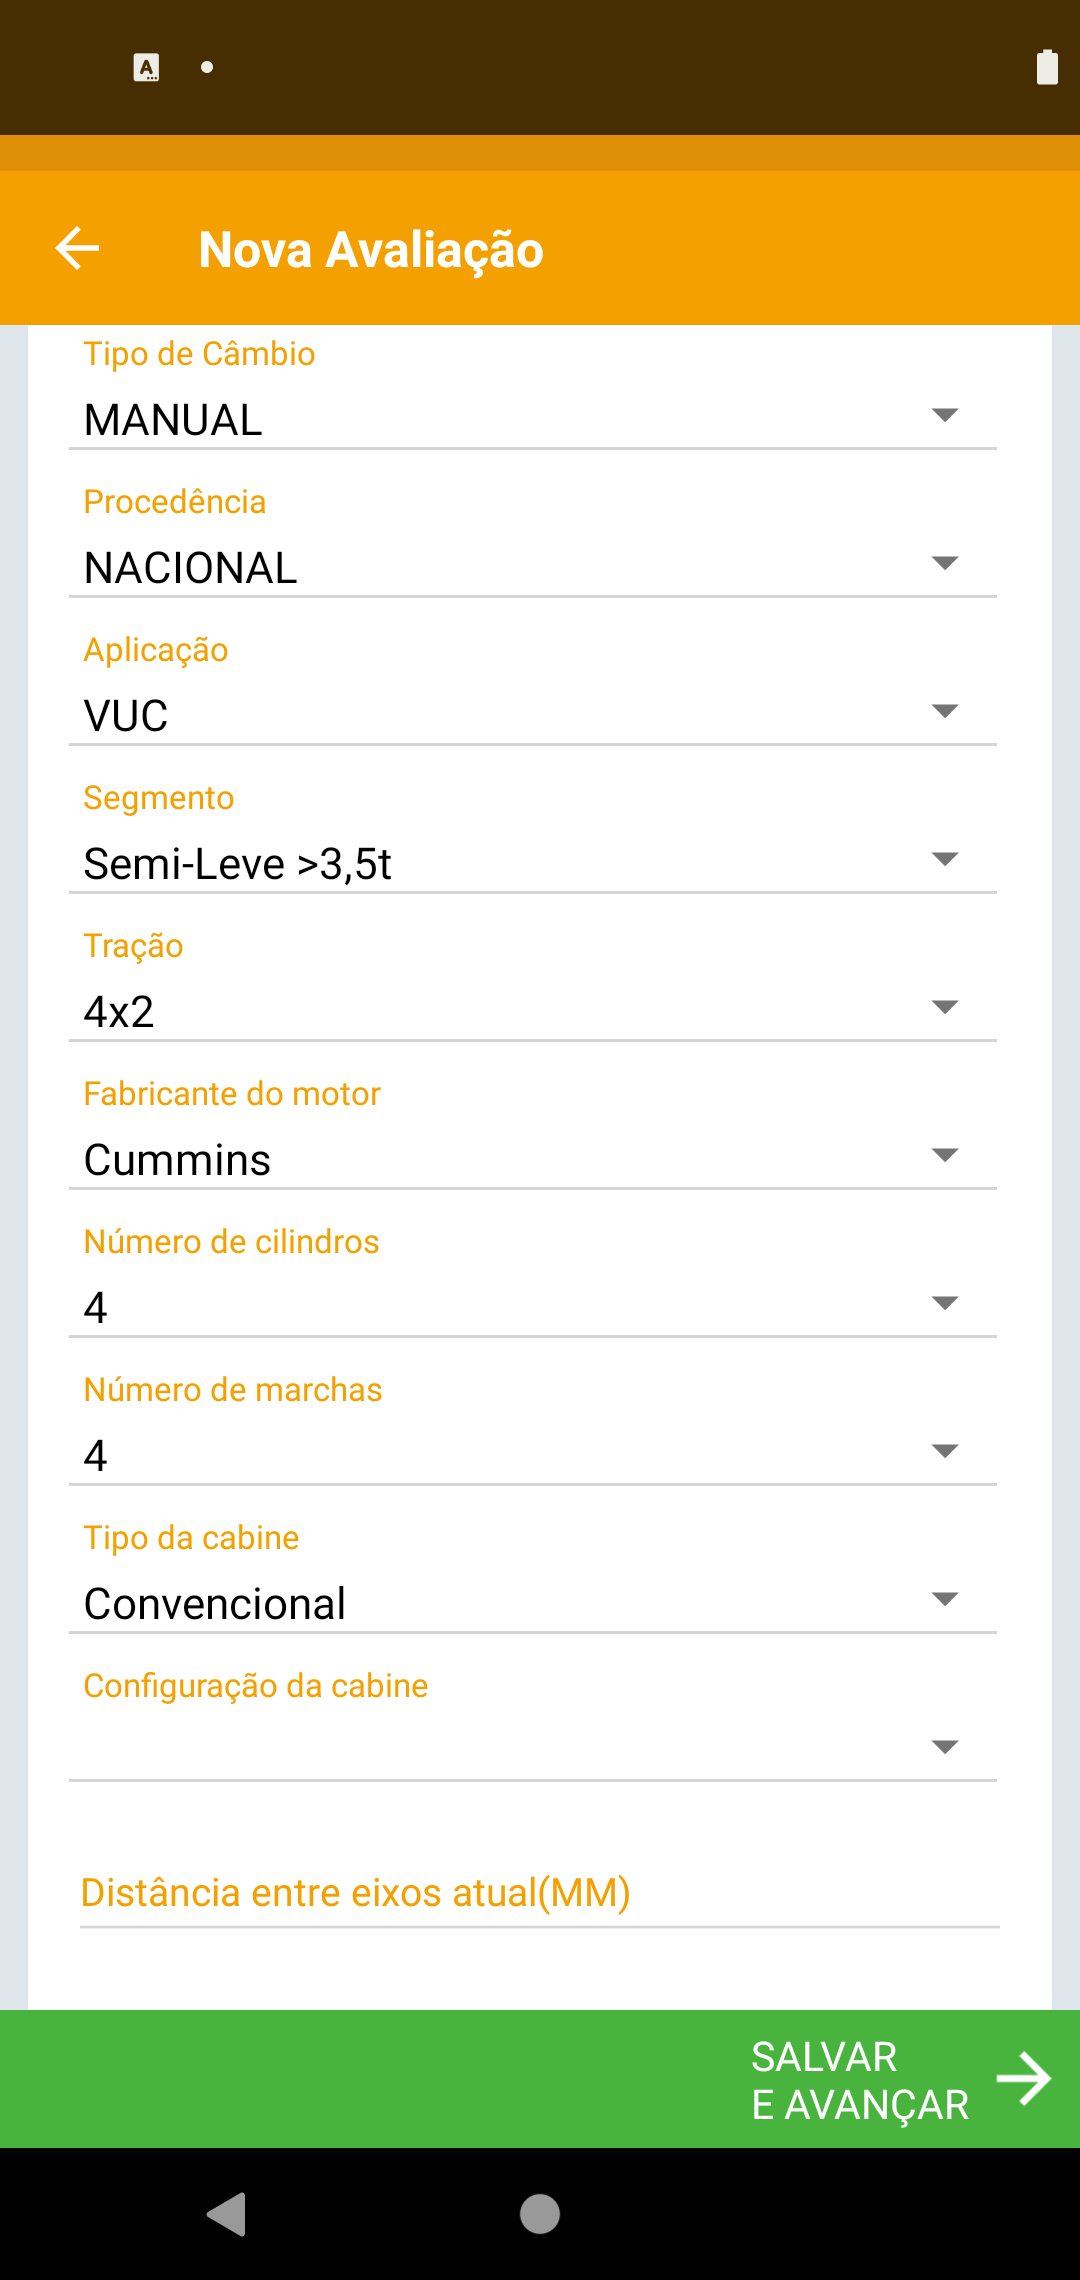 Nova Avaliação
Tipo de Câmbio
MANUAL
Procedência
NACIONAL
Aplicação
VUC
Segmento
Semi-Leve >3,5t
Tração
4x2
Fabricante do motor
Cummins
Número de cilindros
4
Número de marchas
4
Tipo da cabine
Convencional
Configuração da cabine
Distância entre eixos atual(MM)
SALVAR
E AVANÇAR